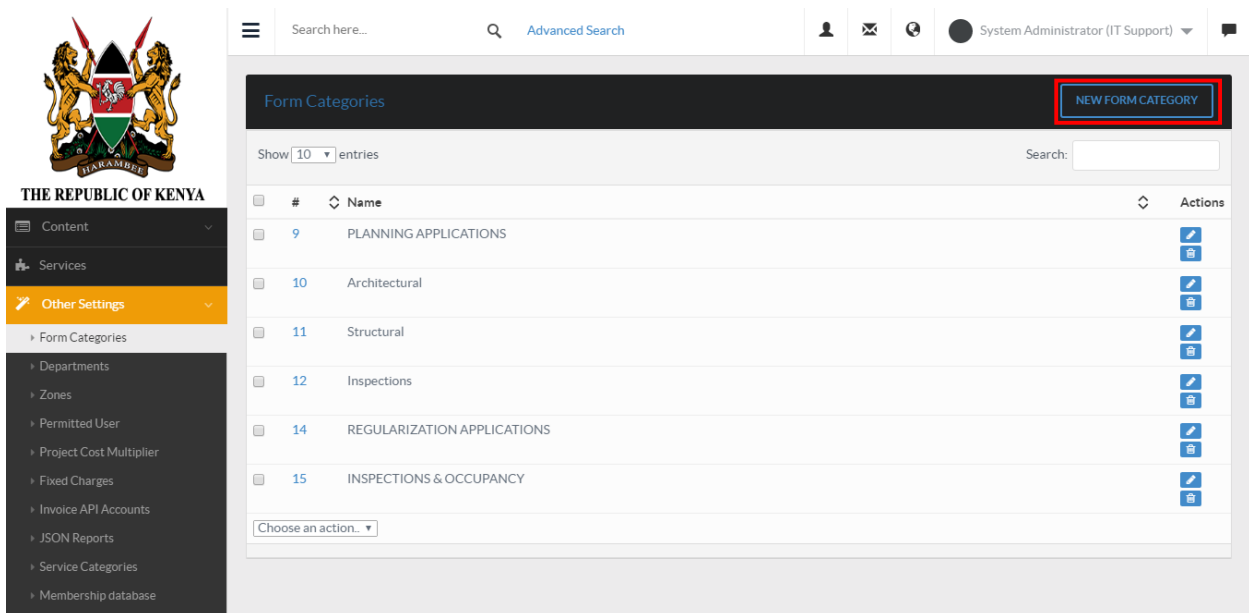 Search here...
Advanced Search
System Administrator (IT Support)
HARAMBEE
THE REPUBLIC OF KENYA
Content
Services
Other Settings
Form Categories
Departments
Zones
Permitted User
Project Cost Multiplier
Fixed Charges
Invoice API Accounts
JSON Reports
Service Categories
Membership database
Form Categories
NEW FORM CATEGORY
Show 10 entries
Search:
# Name Actions
9 PLANNING APPLICATIONS
10 Architectural
11 Structural
12 Inspections
14 REGULARIZATION APPLICATIONS
15 INSPECTIONS & OCCUPANCY
Choose an action..